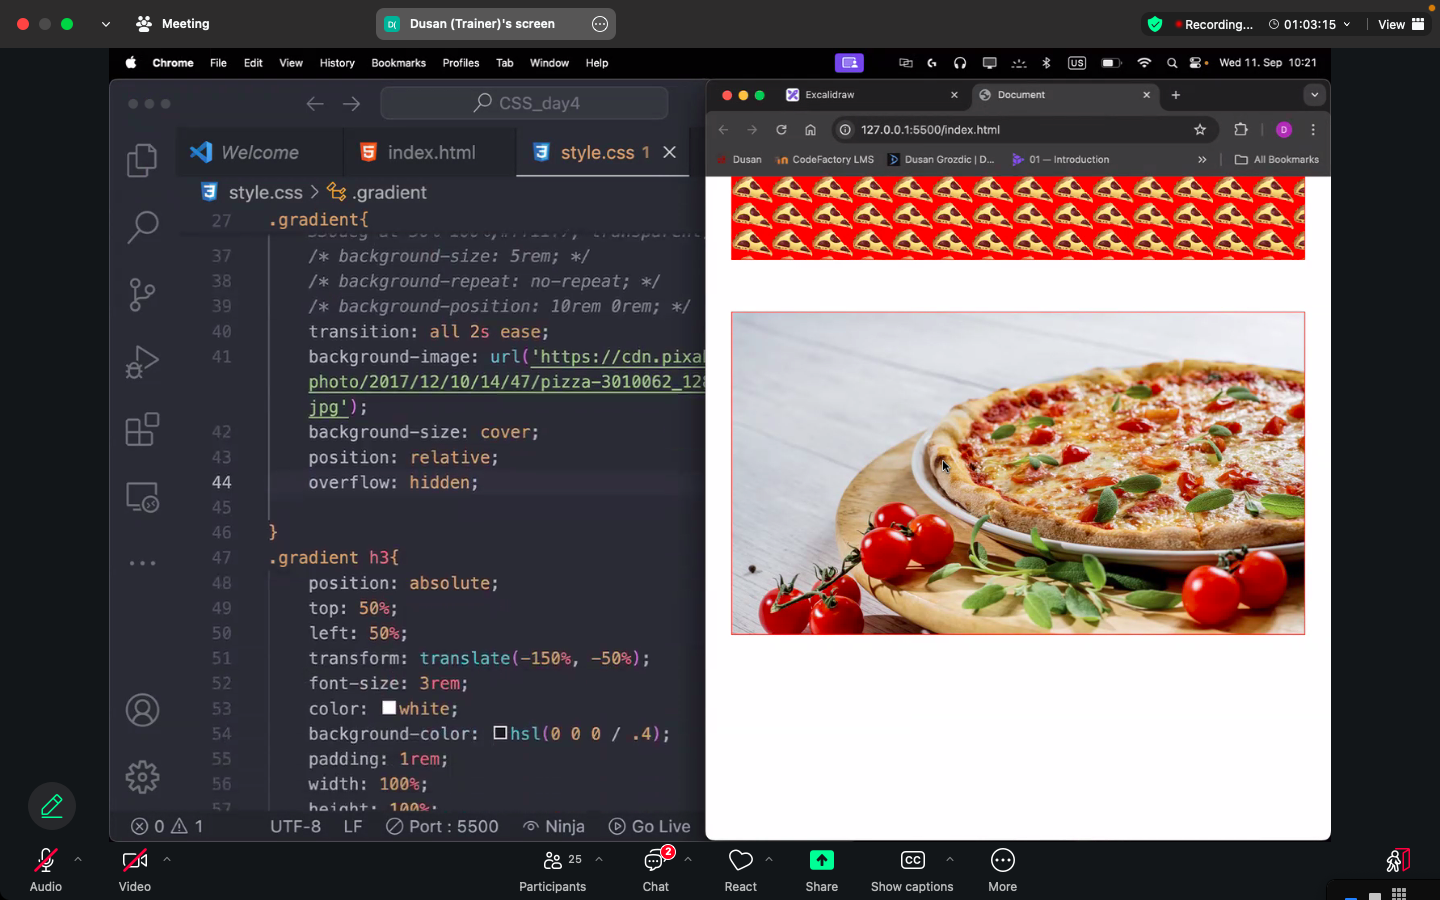 Meeting
D( Dusan (Trainer)'s screen
Recording...
01:03:15
View
Chrome File Edit View History Bookmarks Profiles Tab Window Help
US
Wed 11. Sep 10:21
CSS_day4
Welcome
index.html
style.css 1
style.css > .gradient
27 .gradient{
37 /* background-size: 5rem; */
38 /* background-repeat: no-repeat; */
39 /* background-position: 10rem 0rem; */
40 transition: all 2s ease;
41 background-image: url('https://cdn.pixa
photo/2017/12/10/14/47/pizza-3010062_128
jpg');
42 background-size: cover;
43 position: relative;
44 overflow: hidden;
45
46 }
47 .gradient h3{
48 position: absolute;
49 top: 50%;
50 left: 50%;
51 transform: translate(-150%, -50%);
52 font-size: 3rem;
53 color: white;
54 background-color: hsl(0 0 0 / .4);
55 padding: 1rem;
56 width: 100%;
57 height: 100%;
0 1 UTF-8 LF Port : 5500 Ninja Go Live
Excalidraw
Document
127.0.0.1:5500/index.html
D
Dusan
CodeFactory LMS
Dusan Grozdic | D...
01 — Introduction
All Bookmarks
Audio
Video
25
Participants
2
Chat
React
Share
CC
Show captions
More